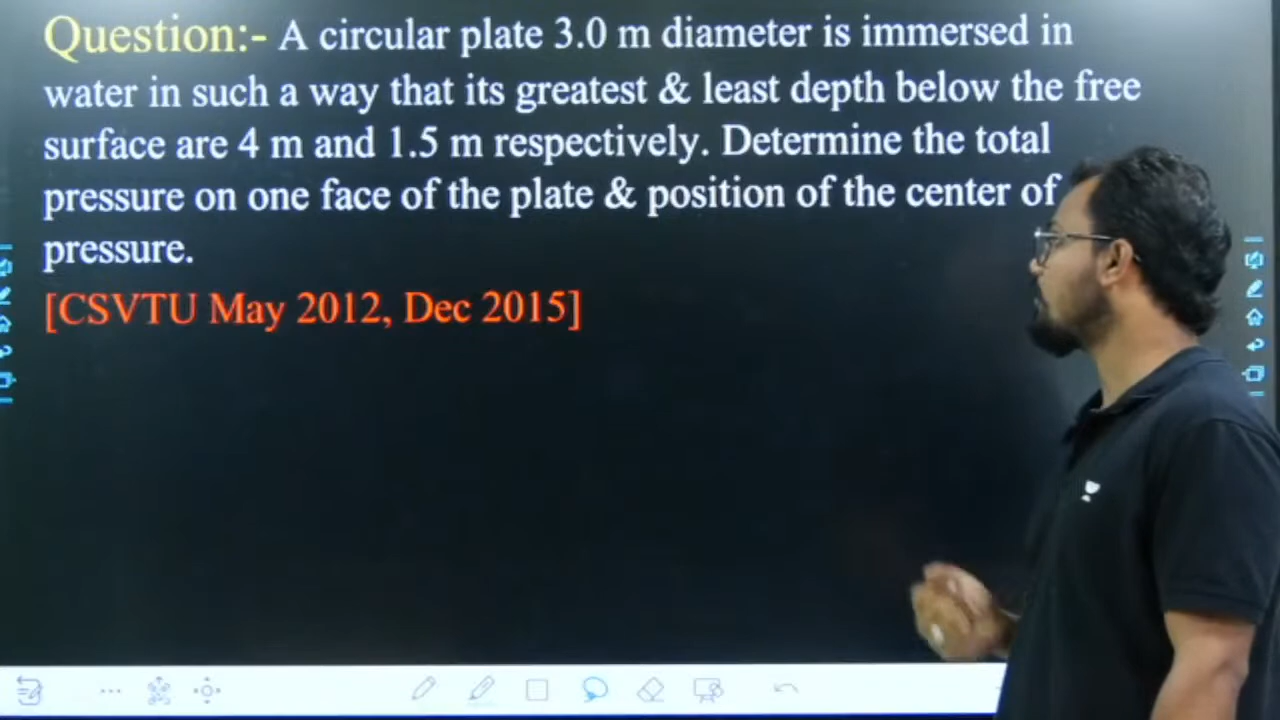 Question:- A circular plate 3.0 m diameter is immersed in
water in such a way that its greatest & least depth below the free
surface are 4 m and 1.5 m respectively. Determine the total
pressure on one face of the plate & position of the center of
pressure.
[CSVTU May 2012, Dec 2015]